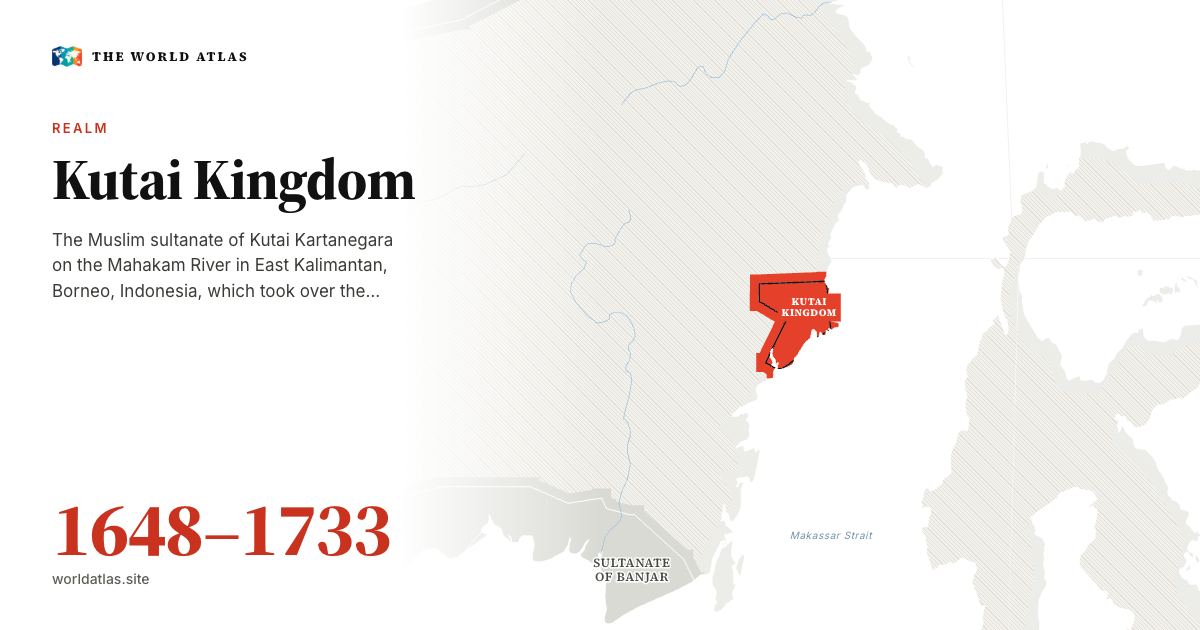 THE WORLD ATLAS
REALM
Kutai Kingdom
The Muslim sultanate of Kutai Kartanegara
on the Mahakam River in East Kalimantan,
Borneo, Indonesia, which took over the...
1648–1733
worldatlas.site
KUTAI
KINGDOM
Makassar Strait
SULTANATE
OF BANJAR